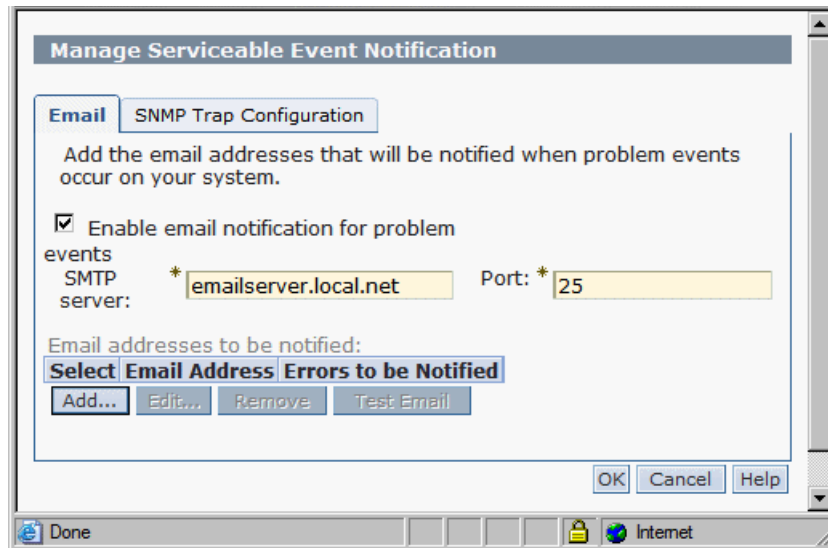 Manage Serviceable Event Notification
Email SNMP Trap Configuration
Add the email addresses that will be notified when problem events
occur on your system.
Enable email notification for problem
events
SMTP
server: * emailserver.local.net Port: * 25
Email addresses to be notified:
Select Email Address Errors to be Notified
Add... Edit... Remove Test Email
OK Cancel Help
Done Internet